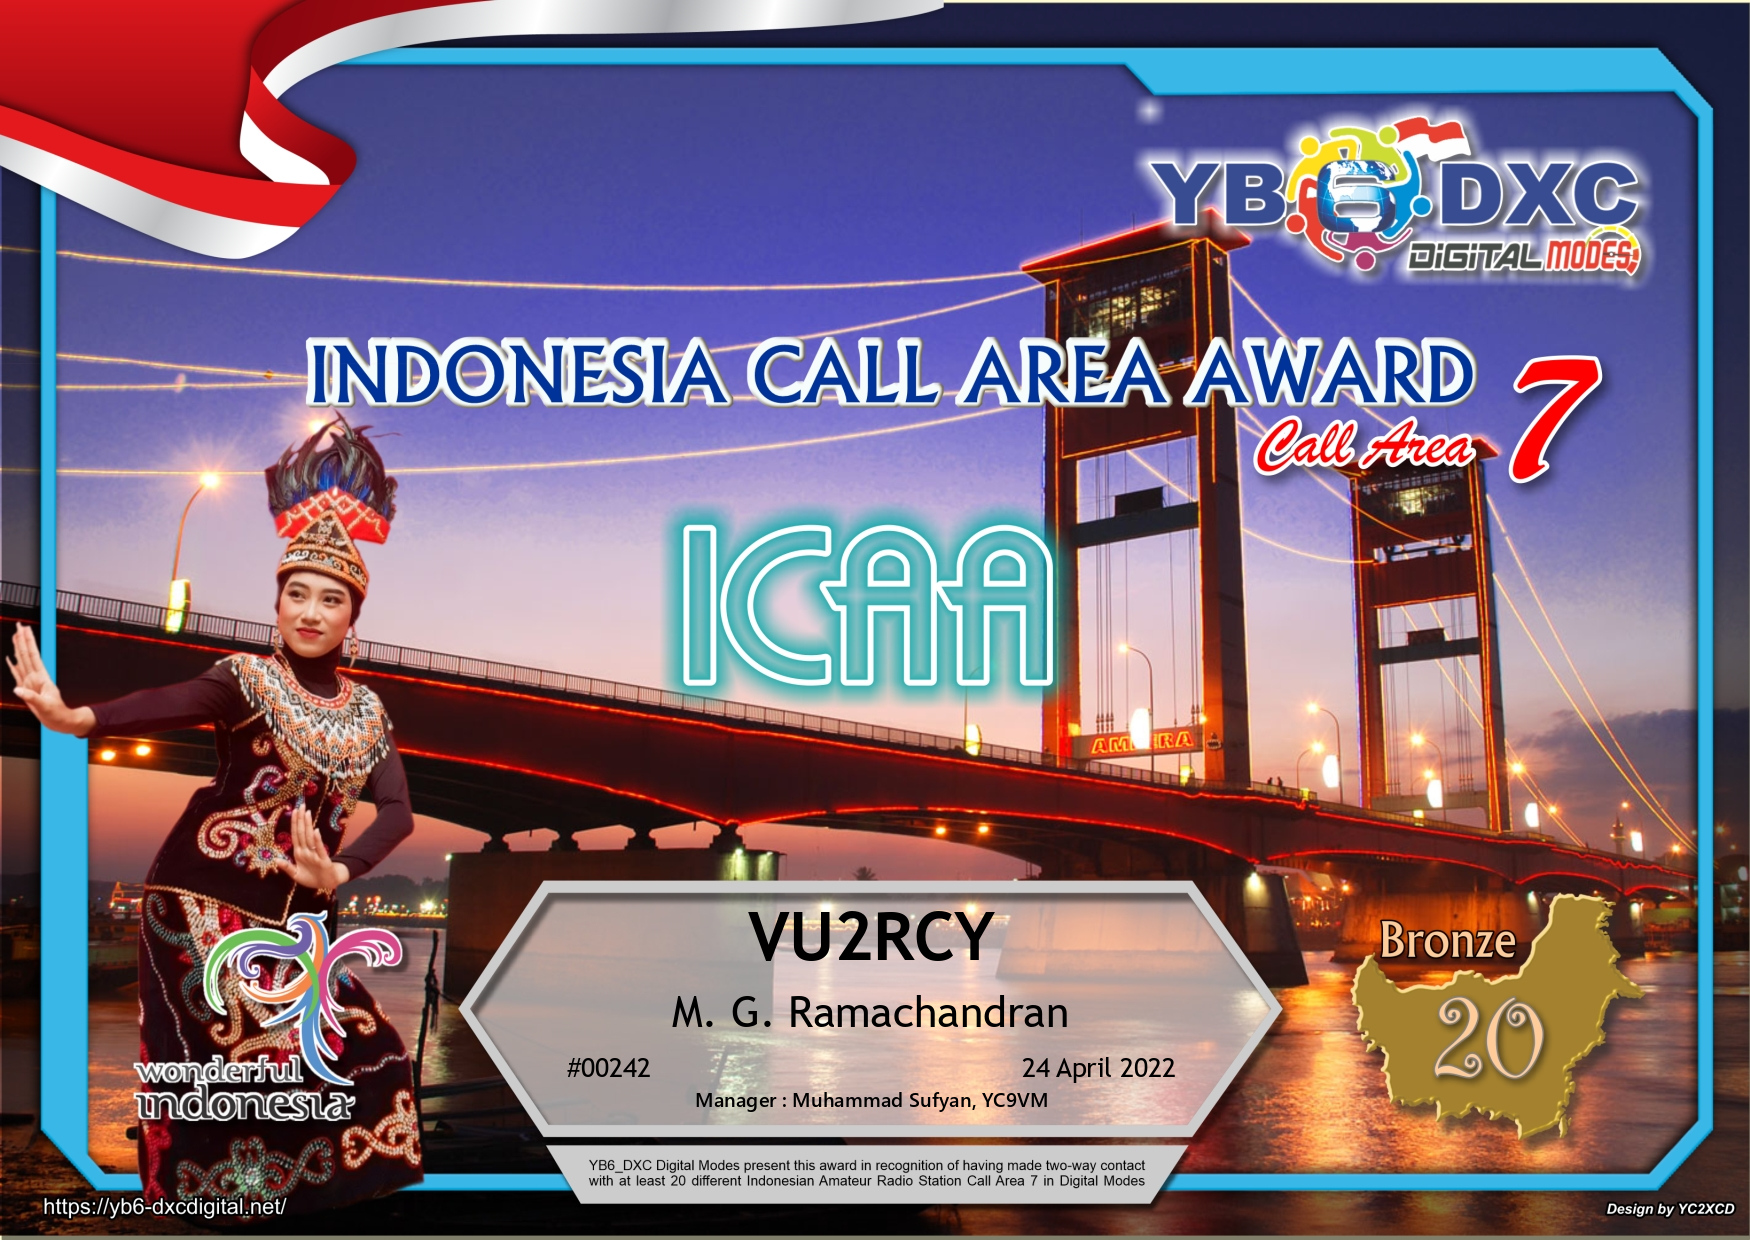 YB6DXC
DiGiTAL MODES
INDONESIA CALL AREA AWARD 7
Call Area
ICAA
AMPERA
VU2RCY
Bronze
M. G. Ramachandran
20
#00242 24 April 2022
Manager : Muhammad Sufyan, YC9VM
wonderful
indonesia
YB6_DXC Digital Modes present this award in recognition of having made two-way contact
with at least 20 different Indonesian Amateur Radio Station Call Area 7 in Digital Modes
https://yb6-dxcdigital.net/
Design by YC2XCD